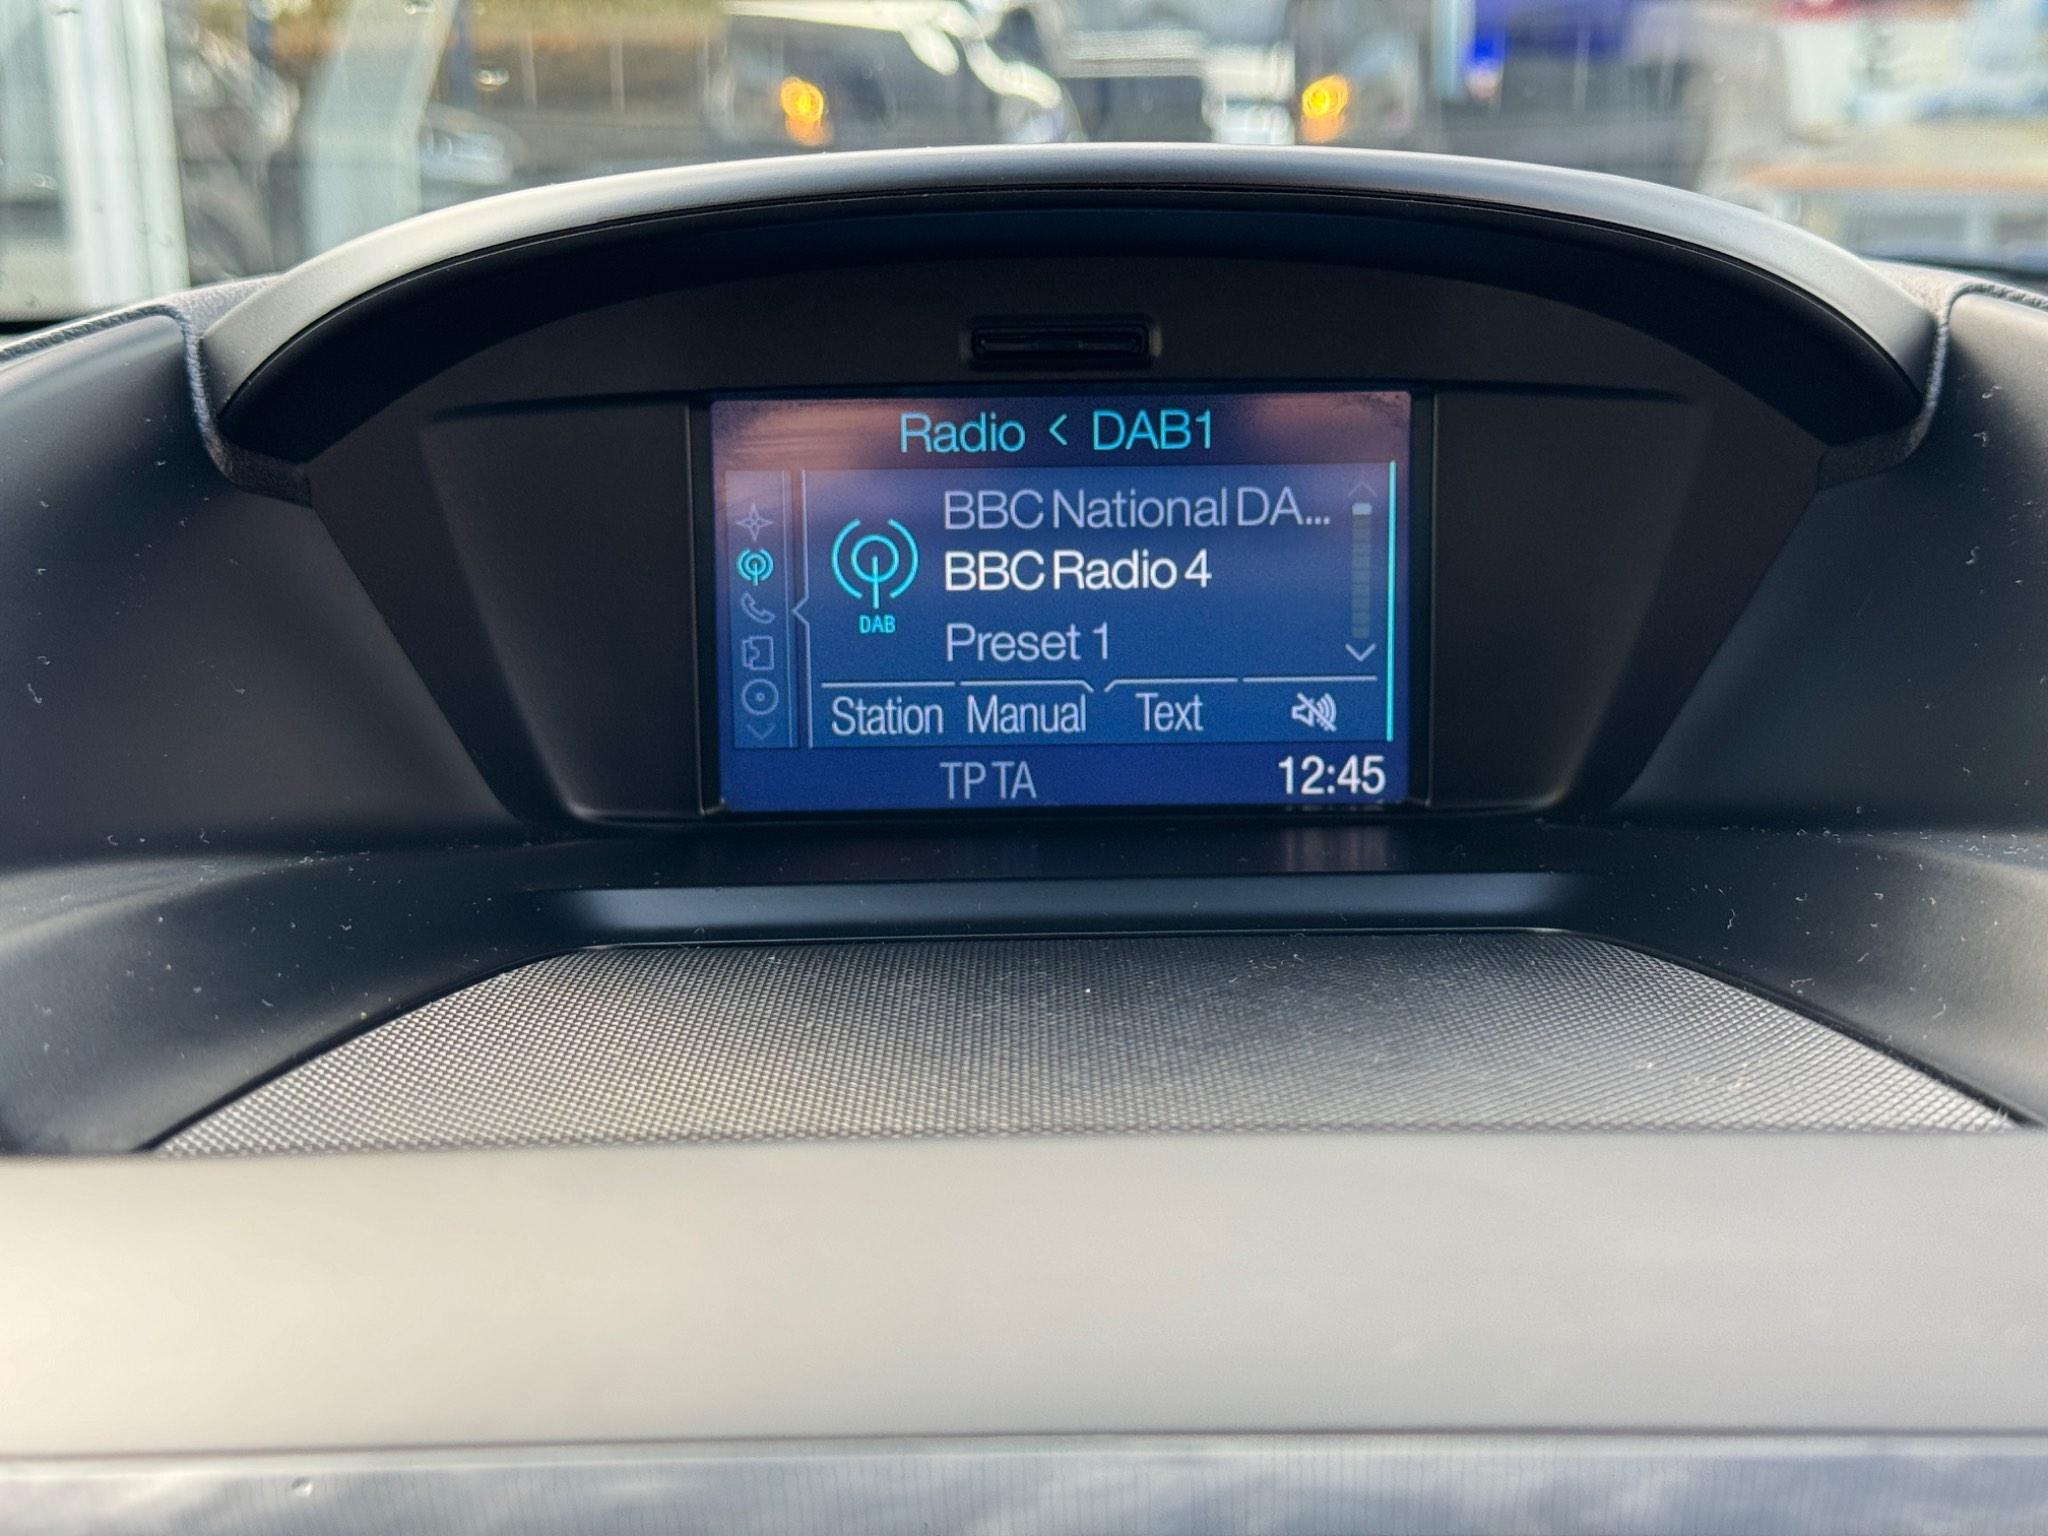 Radio < DAB1
BBC National DA...
BBC Radio 4
DAB
Preset 1
Station Manual Text
TP TA 12:45